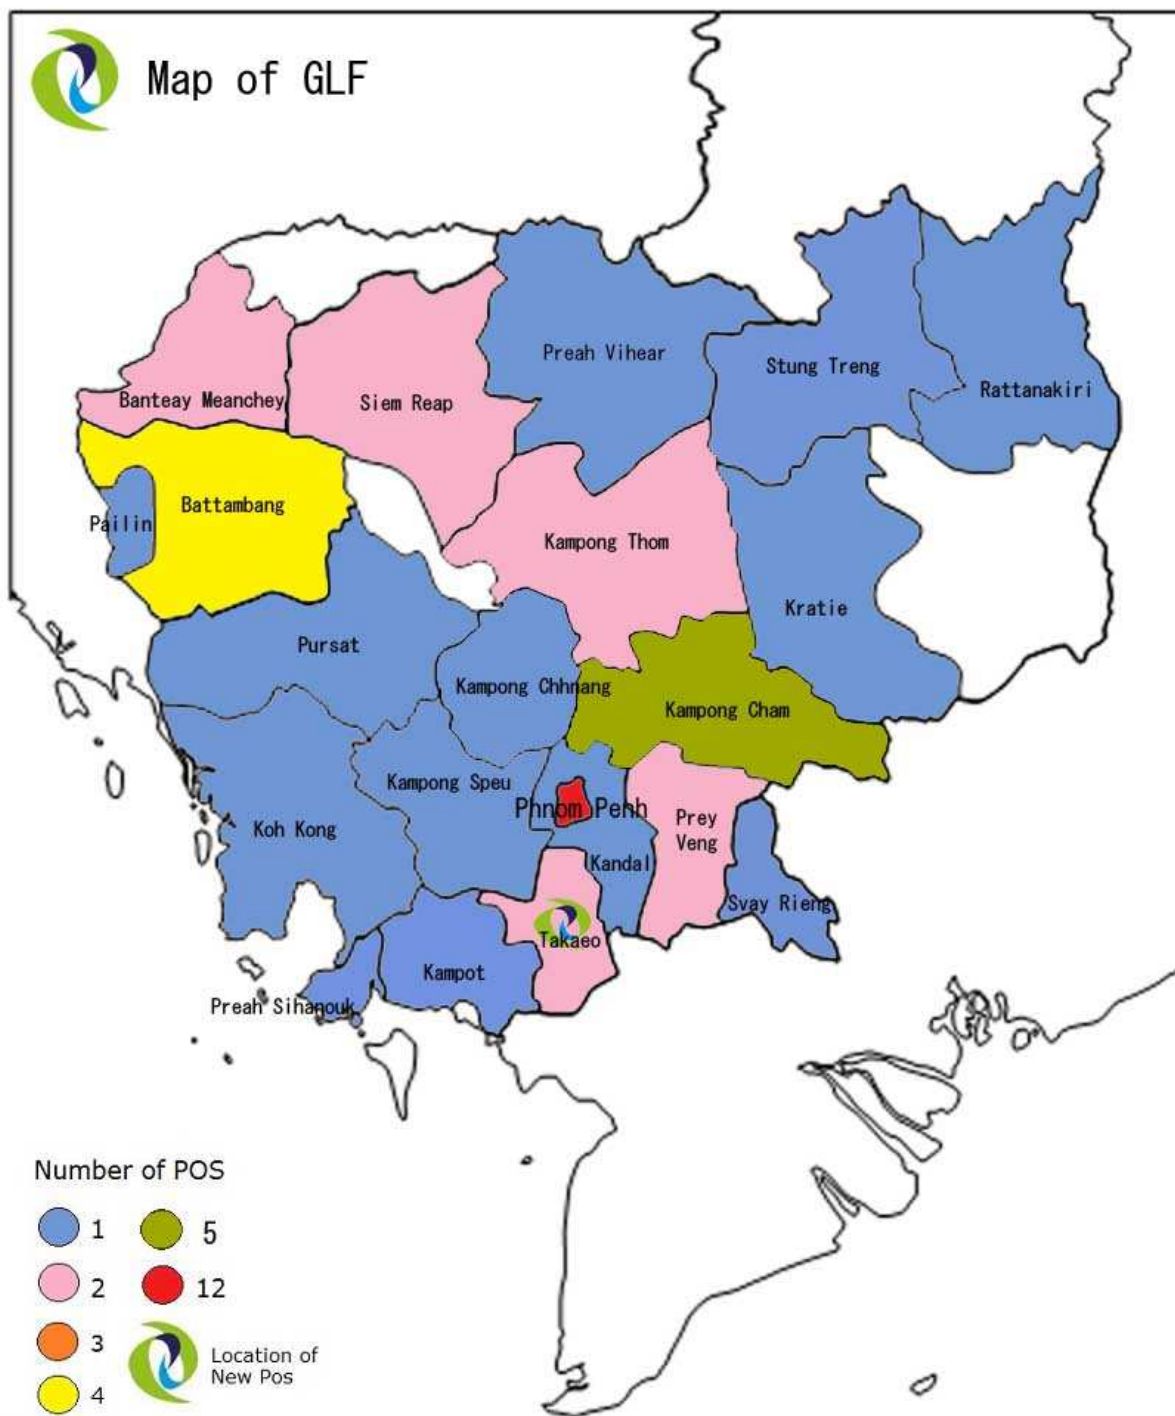 Map of GLF
Preah Vihear
Stung Treng
Rattanakiri
Banteay Meanchey
Siem Reap
Battambang
Pailin
Kampong Thom
Kratie
Pursat
Kampong Chhnang
Kampong Cham
Kampong Speu
Phnom Penh
Koh Kong
Prey
Veng
Kandal
Svay Rieng
Takaeo
Kampot
Preah Sihanouk
Number of POS
1
5
2
12
3
4
Location of
New Pos